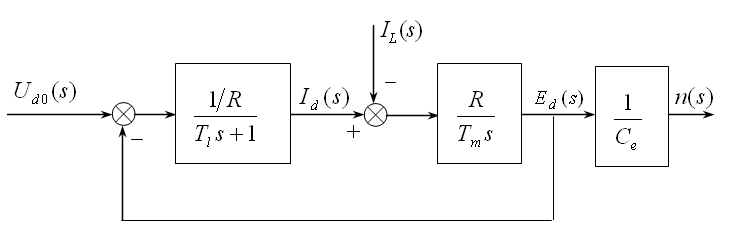 I_L(s)
U_d0(s)
−
1/R
T_l s + 1
I_d(s)
+
−
R
T_m s
E_d(s)
1
C_e
n(s)